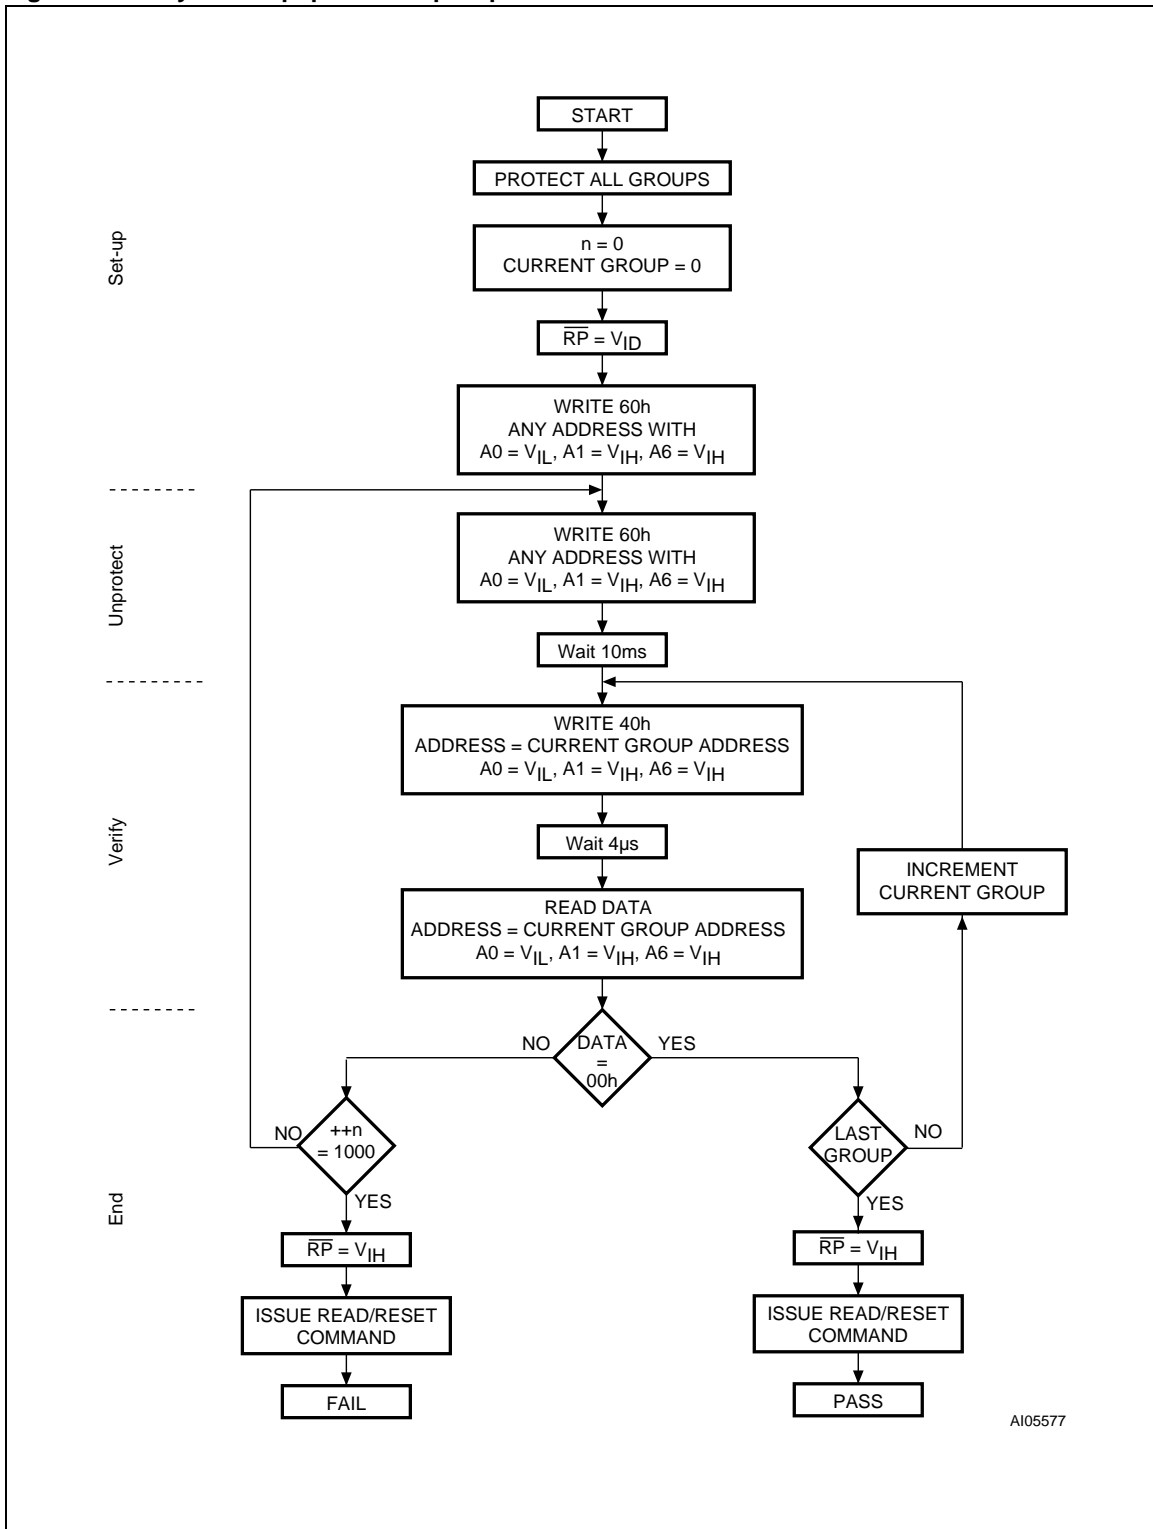 START
PROTECT ALL GROUPS
n = 0
CURRENT GROUP = 0
Set-up
RP = VID
WRITE 60h
ANY ADDRESS WITH
A0 = VIL, A1 = VIH, A6 = VIH
Unprotect
WRITE 60h
ANY ADDRESS WITH
A0 = VIL, A1 = VIH, A6 = VIH
Wait 10ms
Verify
WRITE 40h
ADDRESS = CURRENT GROUP ADDRESS
A0 = VIL, A1 = VIH, A6 = VIH
Wait 4µs
INCREMENT
CURRENT GROUP
READ DATA
ADDRESS = CURRENT GROUP ADDRESS
A0 = VIL, A1 = VIH, A6 = VIH
End
NO
DATA
=
00h
YES
NO
++n
= 1000
YES
LAST
GROUP
NO
YES
RP = VIH
RP = VIH
ISSUE READ/RESET
COMMAND
ISSUE READ/RESET
COMMAND
FAIL
PASS
AI05577